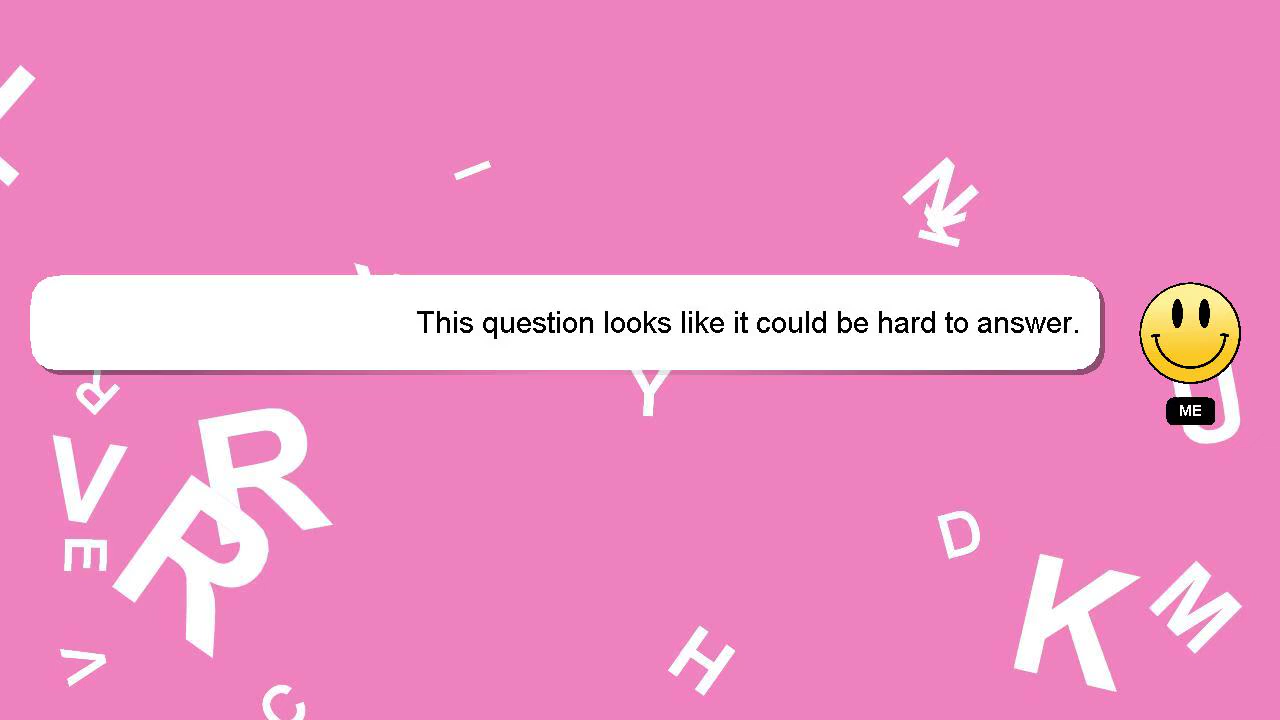 I
N
K
This question looks like it could be hard to answer.
R
Y
ME
V
R
R
E
D
K
M
V
H
C